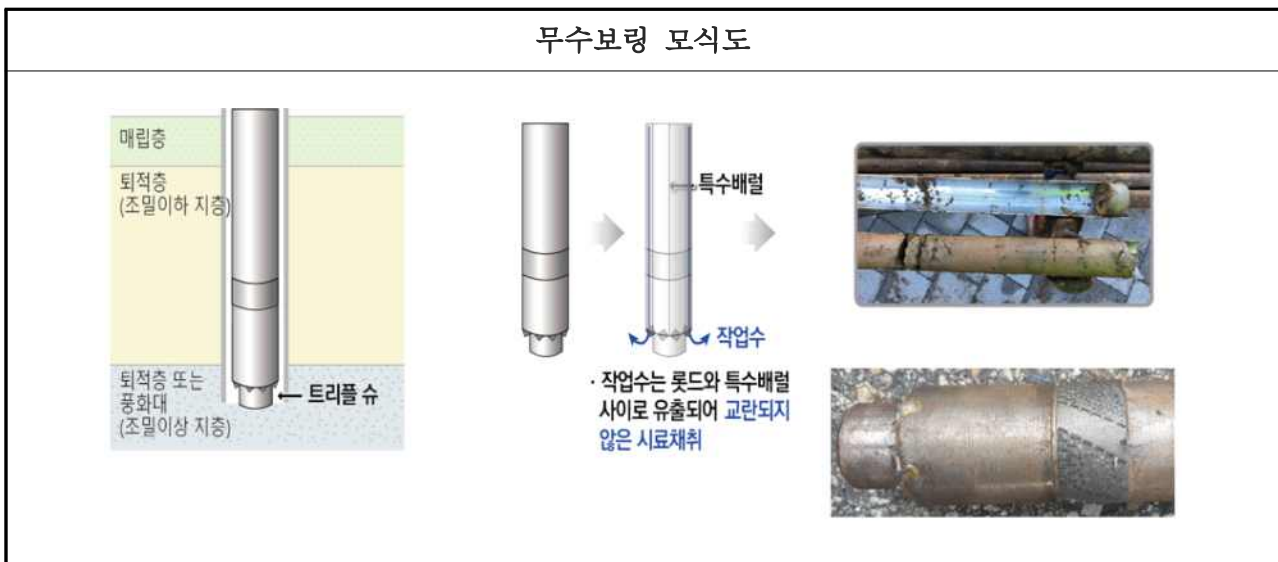 무수보링 모식도
매립층
퇴적층
(조밀이하 지층)
퇴적층 또는
풍화대
(조밀이상 지층)
트리플 슈
특수배럴
작업수
· 작업수는 롯드와 특수배럴
사이로 유출되어 교란되지
않은 시료채취